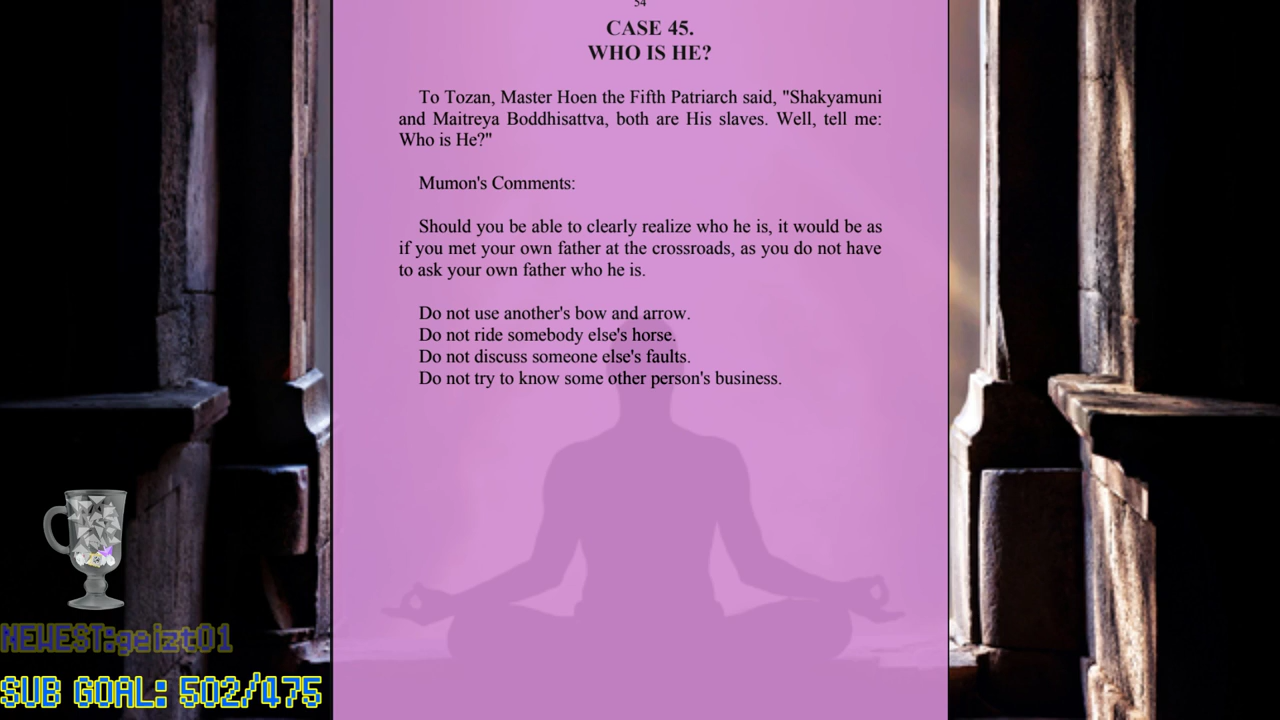 54
CASE 45.
WHO IS HE?
To Tozan, Master Hoen the Fifth Patriarch said, "Shakyamuni
and Maitreya Boddhisattva, both are His slaves. Well, tell me:
Who is He?"
Mumon's Comments:
Should you be able to clearly realize who he is, it would be as
if you met your own father at the crossroads, as you do not have
to ask your own father who he is.
Do not use another's bow and arrow.
Do not ride somebody else's horse.
Do not discuss someone else's faults.
Do not try to know some other person's business.
NEWEST:geizt01
SUB GOAL: 502/475